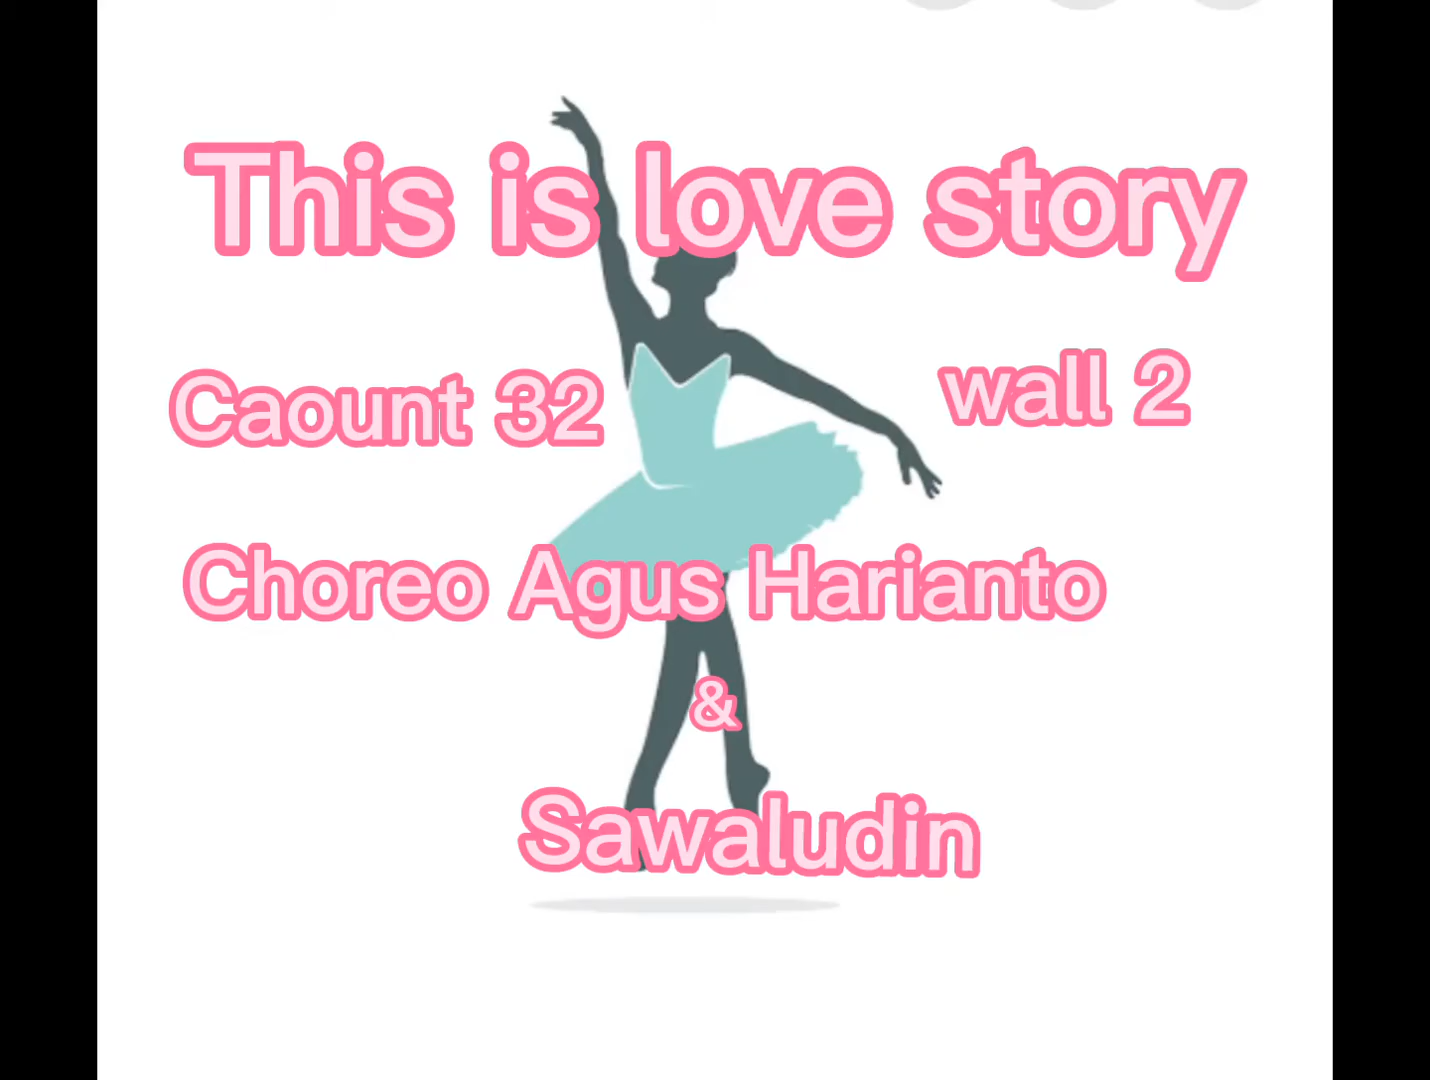 This is love story
Caount 32 wall 2
Choreo Agus Harianto
&
Sawaludin